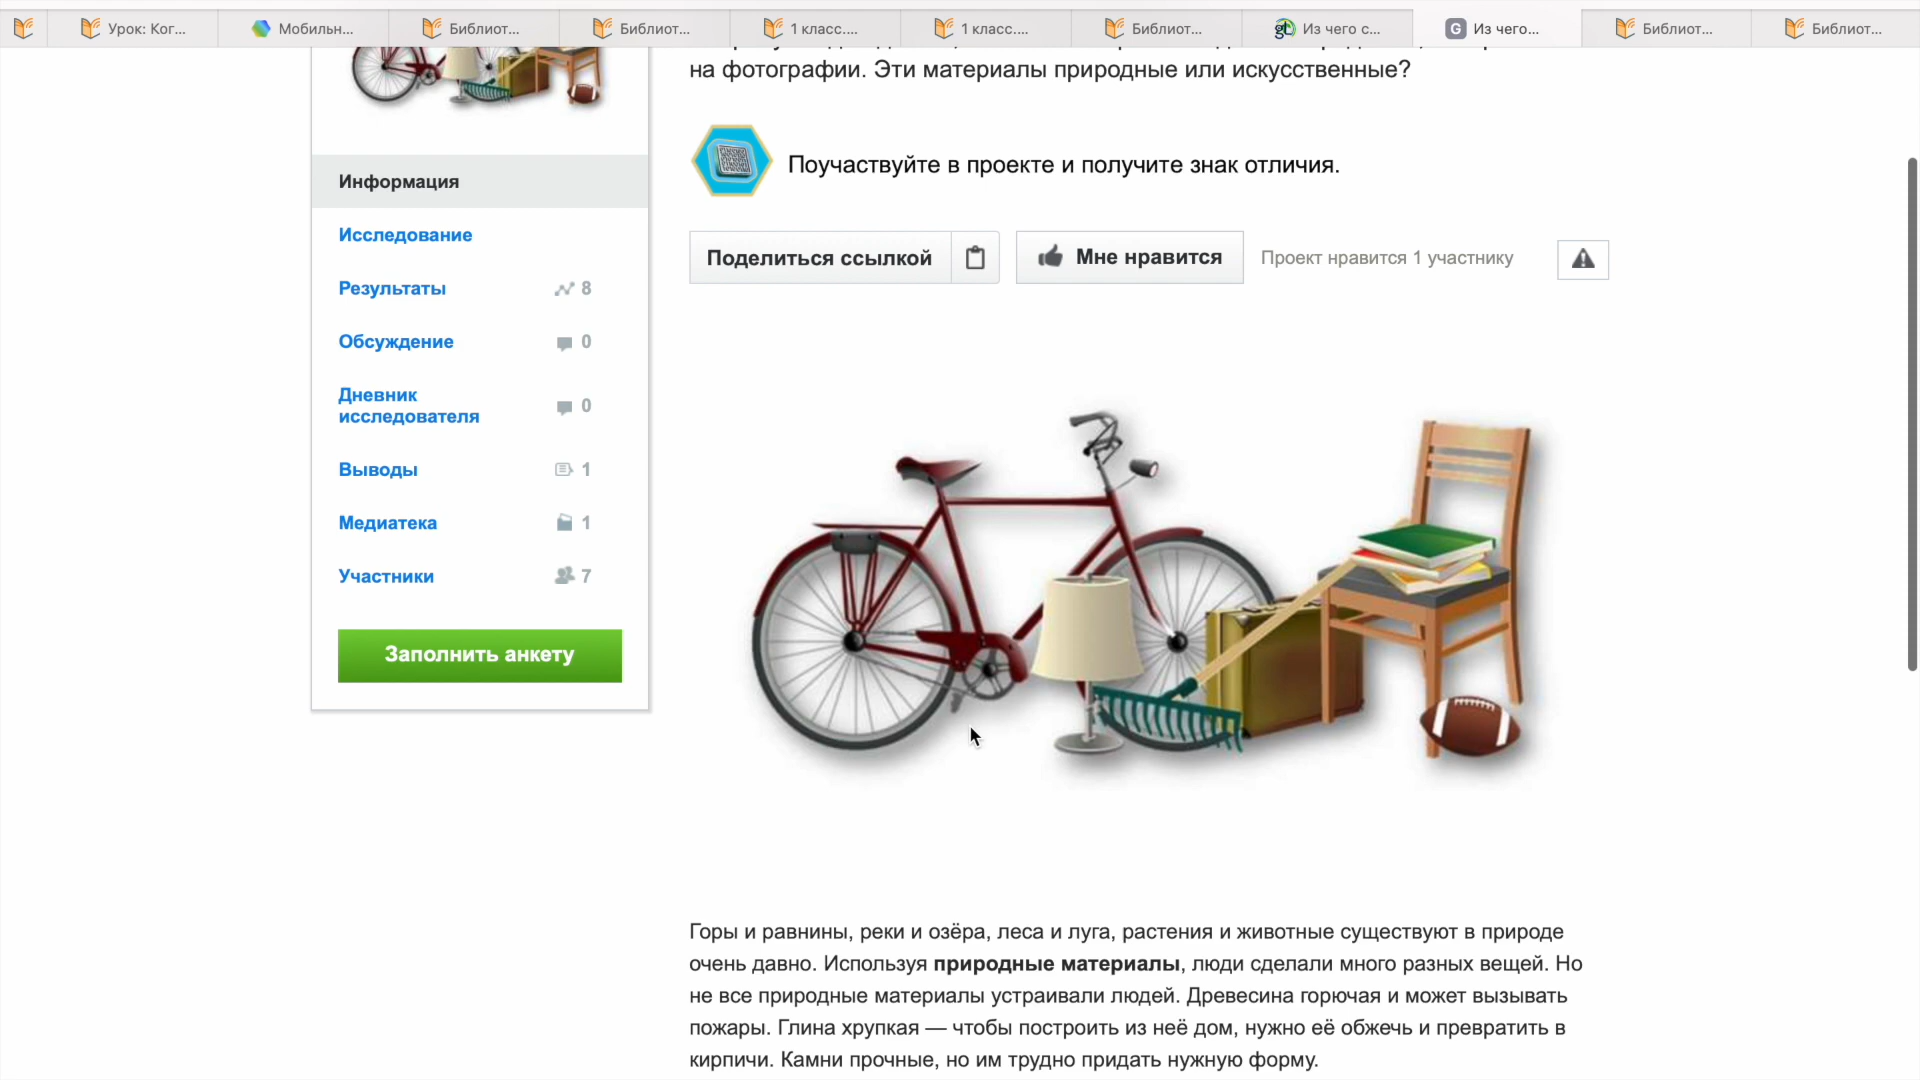 Урок: Ког...
Мобильн...
Библиот...
Библиот...
1 класс....
1 класс....
Библиот...
Из чего с...
Из чего...
Библиот...
Библиот...
на фотографии. Эти материалы природные или искусственные?
Поучаствуйте в проекте и получите знак отличия.
Поделиться ссылкой
Мне нравится
Проект нравится 1 участнику
Информация
Исследование
Результаты 8
Обсуждение 0
Дневник
исследователя 0
Выводы 1
Медиатека 1
Участники 7
Заполнить анкету
Горы и равнины, реки и озёра, леса и луга, растения и животные существуют в природе
очень давно. Используя природные материалы, люди сделали много разных вещей. Но
не все природные материалы устраивали людей. Древесина горючая и может вызывать
пожары. Глина хрупкая — чтобы построить из неё дом, нужно её обжечь и превратить в
кирпичи. Камни прочные, но им трудно придать нужную форму.